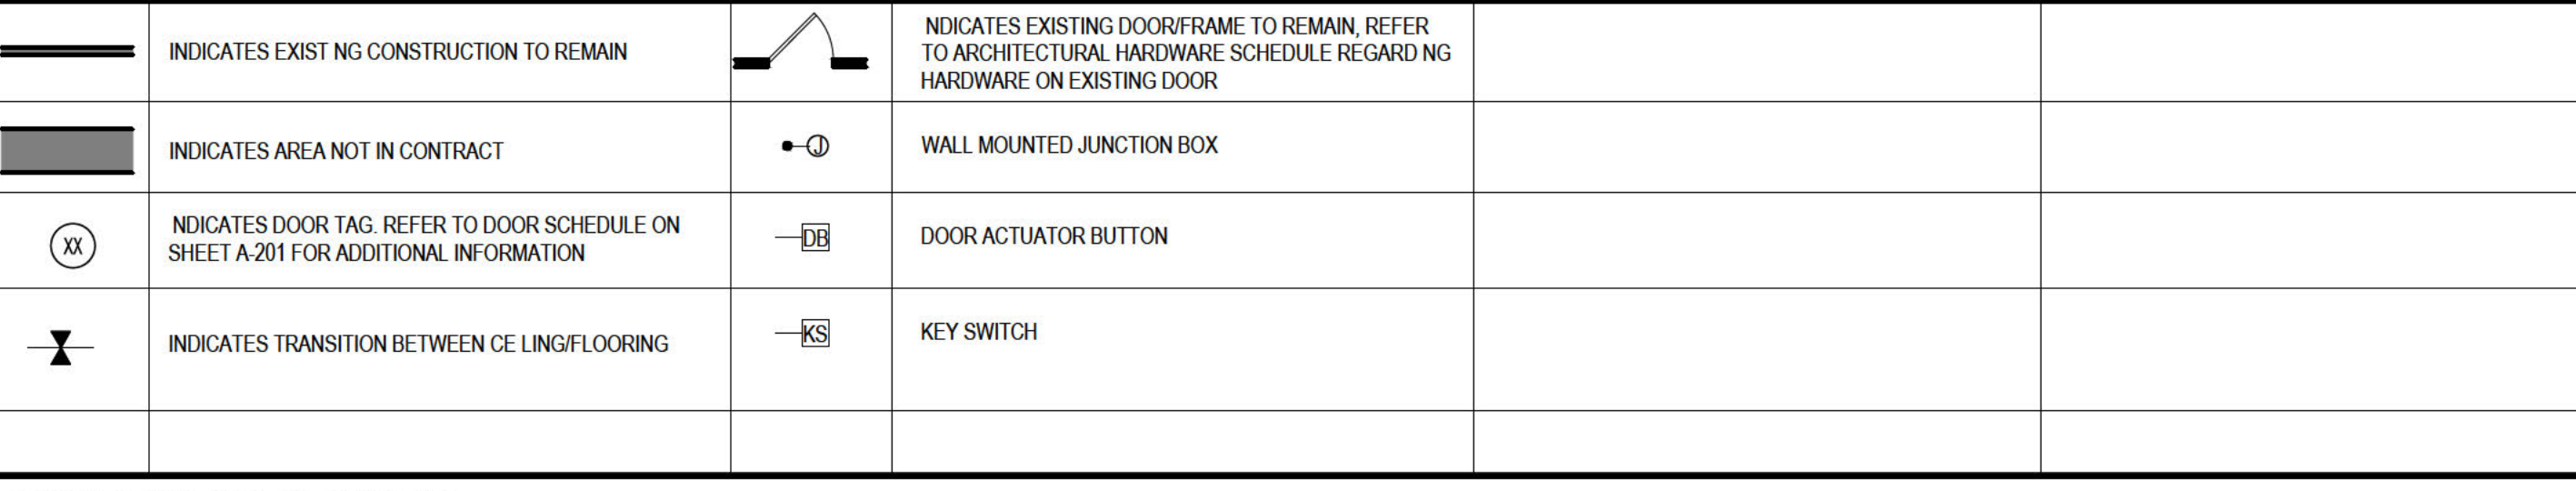 INDICATES EXIST NG CONSTRUCTION TO REMAIN
NDICATES EXISTING DOOR/FRAME TO REMAIN, REFER
TO ARCHITECTURAL HARDWARE SCHEDULE REGARD NG
HARDWARE ON EXISTING DOOR
INDICATES AREA NOT IN CONTRACT
J
WALL MOUNTED JUNCTION BOX
XX
NDICATES DOOR TAG. REFER TO DOOR SCHEDULE ON
SHEET A-201 FOR ADDITIONAL INFORMATION
DB
DOOR ACTUATOR BUTTON
INDICATES TRANSITION BETWEEN CE LING/FLOORING
KS
KEY SWITCH